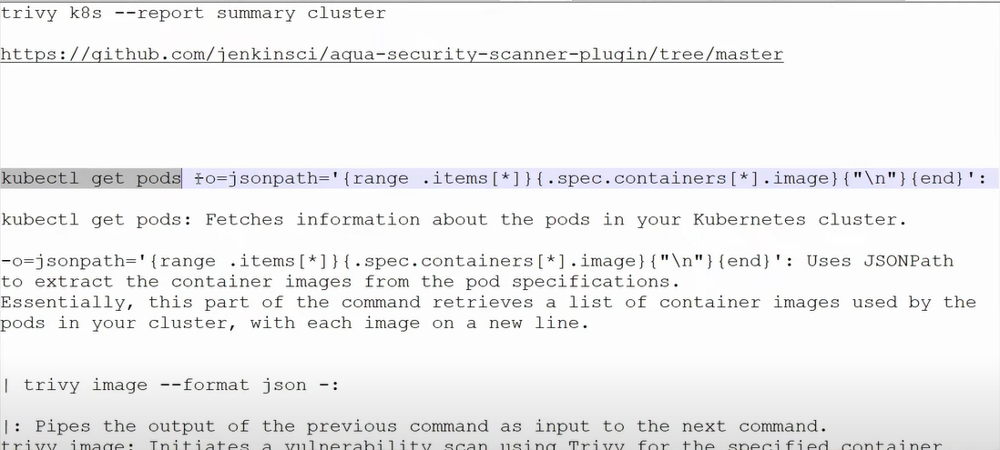 trivy k8s --report summary cluster
https://github.com/jenkinsci/aqua-security-scanner-plugin/tree/master
kubectl get pods -o=jsonpath='{range .items[*]}{.spec.containers[*].image}{"\n"}{end}':
kubectl get pods: Fetches information about the pods in your Kubernetes cluster.
-o=jsonpath='{range .items[*]}{.spec.containers[*].image}{"\n"}{end}': Uses JSONPath
to extract the container images from the pod specifications.
Essentially, this part of the command retrieves a list of container images used by the
pods in your cluster, with each image on a new line.
| trivy image --format json -:
|: Pipes the output of the previous command as input to the next command.
trivy image: Initiates a vulnerability scan using Trivy for the specified container